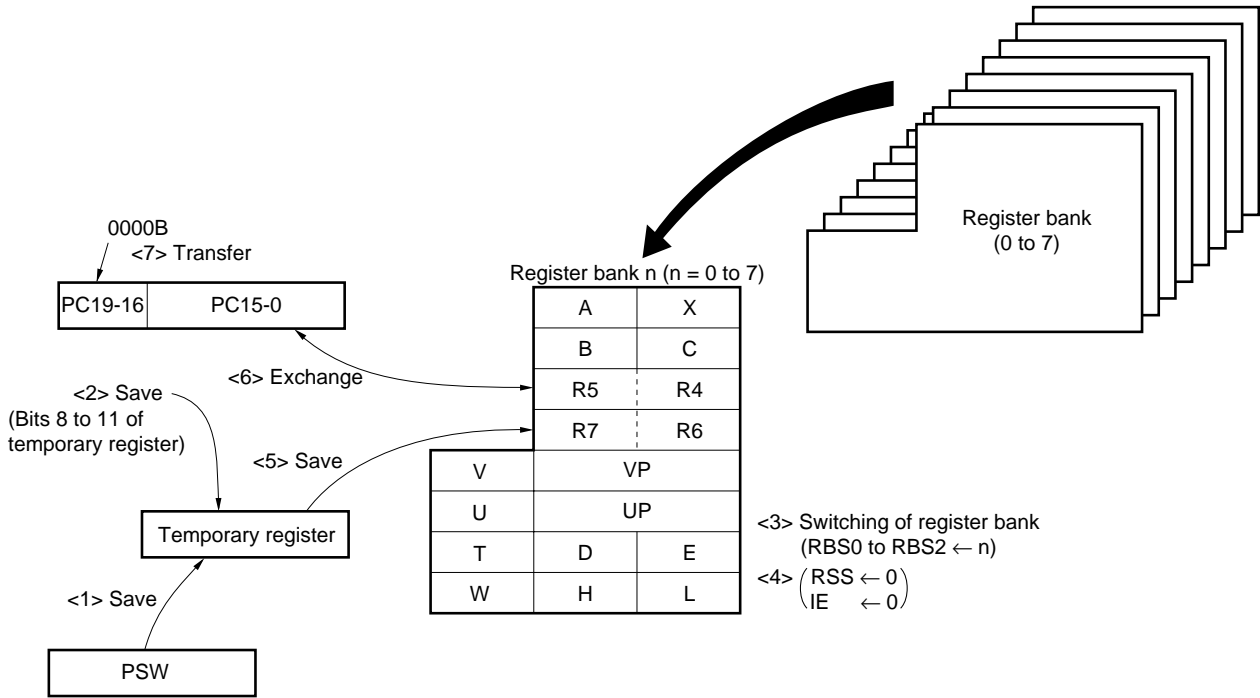 Register bank
(0 to 7)
0000B
<7> Transfer
PC19-16
PC15-0
Register bank n (n = 0 to 7)
A X
B C
R5 R4
R7 R6
V VP
U UP
T D E
W H L
<6> Exchange
<2> Save
(Bits 8 to 11 of
temporary register)
<5> Save
Temporary register
<3> Switching of register bank
(RBS0 to RBS2 ← n)
<4> (RSS ← 0
IE ← 0)
<1> Save
PSW